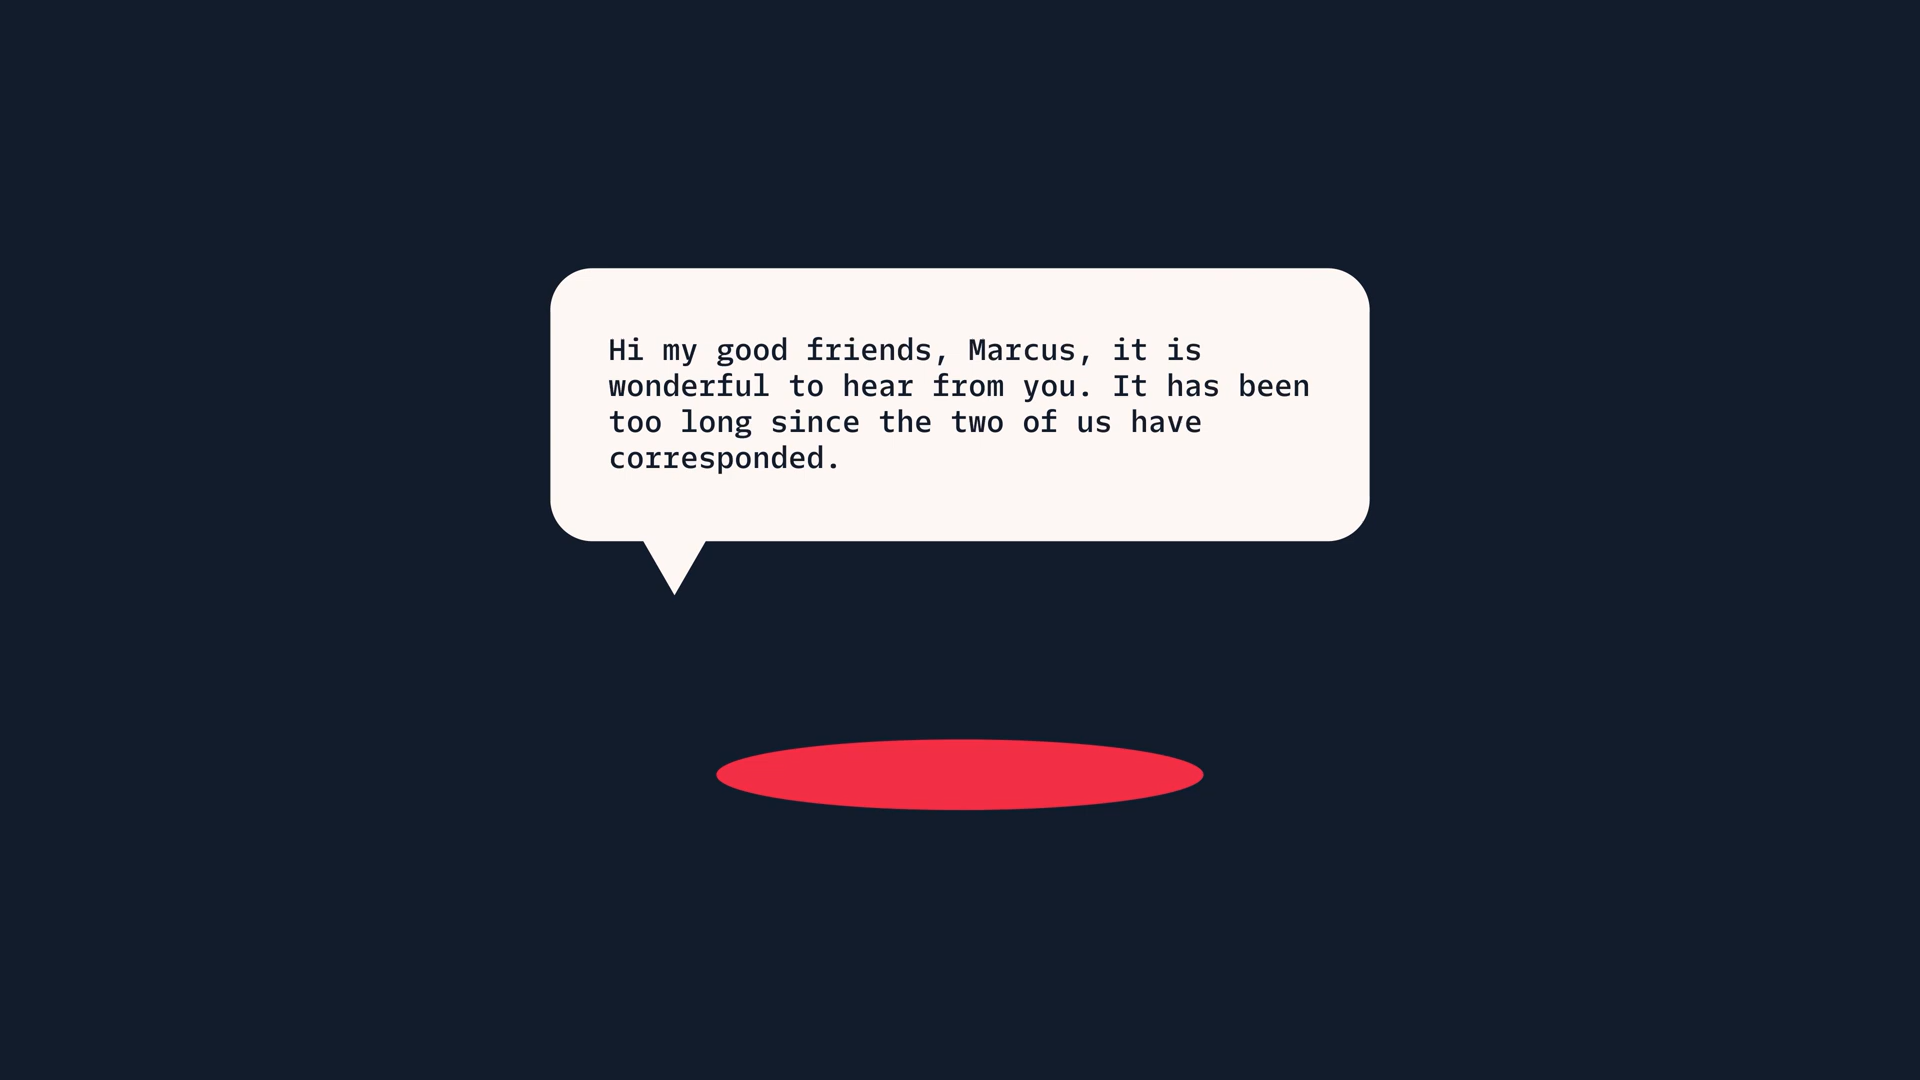 Hi my good friends, Marcus, it is
wonderful to hear from you. It has been
too long since the two of us have
corresponded.